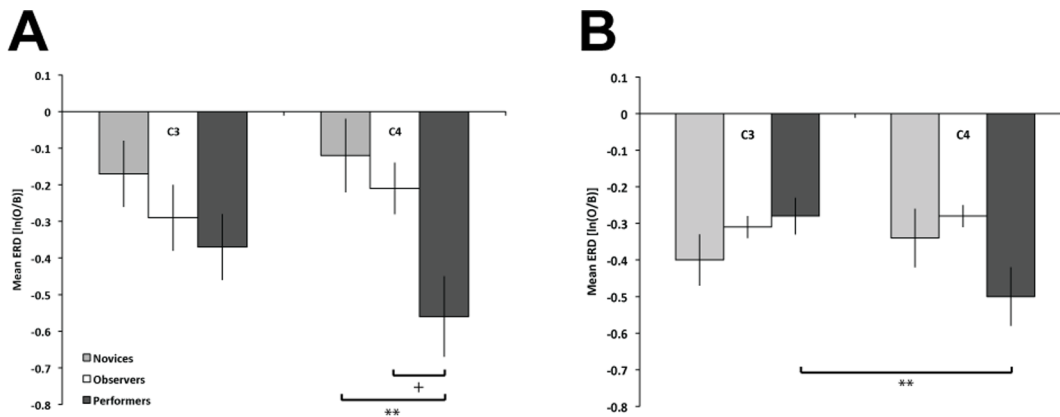 A
B
0.1
0
-0.1
-0.2
-0.3
-0.4
-0.5
-0.6
-0.7
-0.8
Mean ERD [ln(O/B)]
C3
C4
Novices
Observers
Performers
+
**
0.1
0
-0.1
-0.2
-0.3
-0.4
-0.5
-0.6
-0.7
-0.8
Mean ERD [ln(O/B)]
C3
C4
**